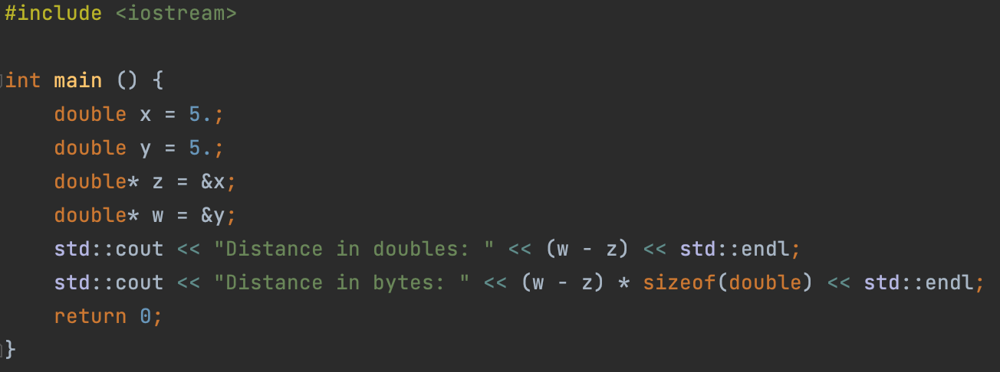 #include <iostream>
int main () {
double x = 5.;
double y = 5.;
double* z = &x;
double* w = &y;
std::cout << "Distance in doubles: " << (w - z) << std::endl;
std::cout << "Distance in bytes: " << (w - z) * sizeof(double) << std::endl;
return 0;
}